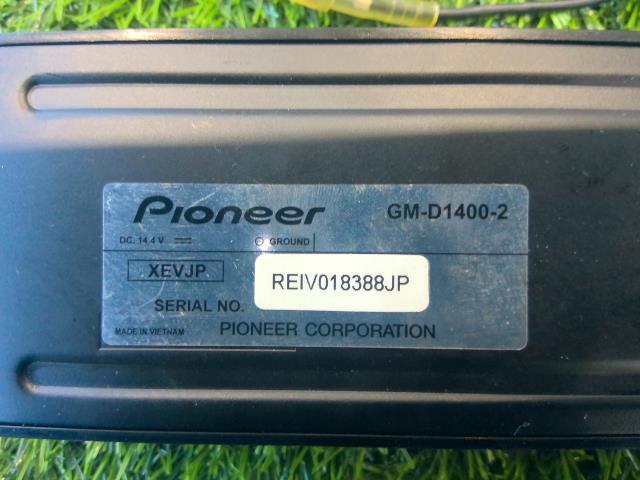 Pioneer GM-D1400-2
DC. 14.4 V ⎓ ⊖ GROUND
XEVJP
SERIAL NO. REIV018388JP
MADE IN VIETNAM PIONEER CORPORATION